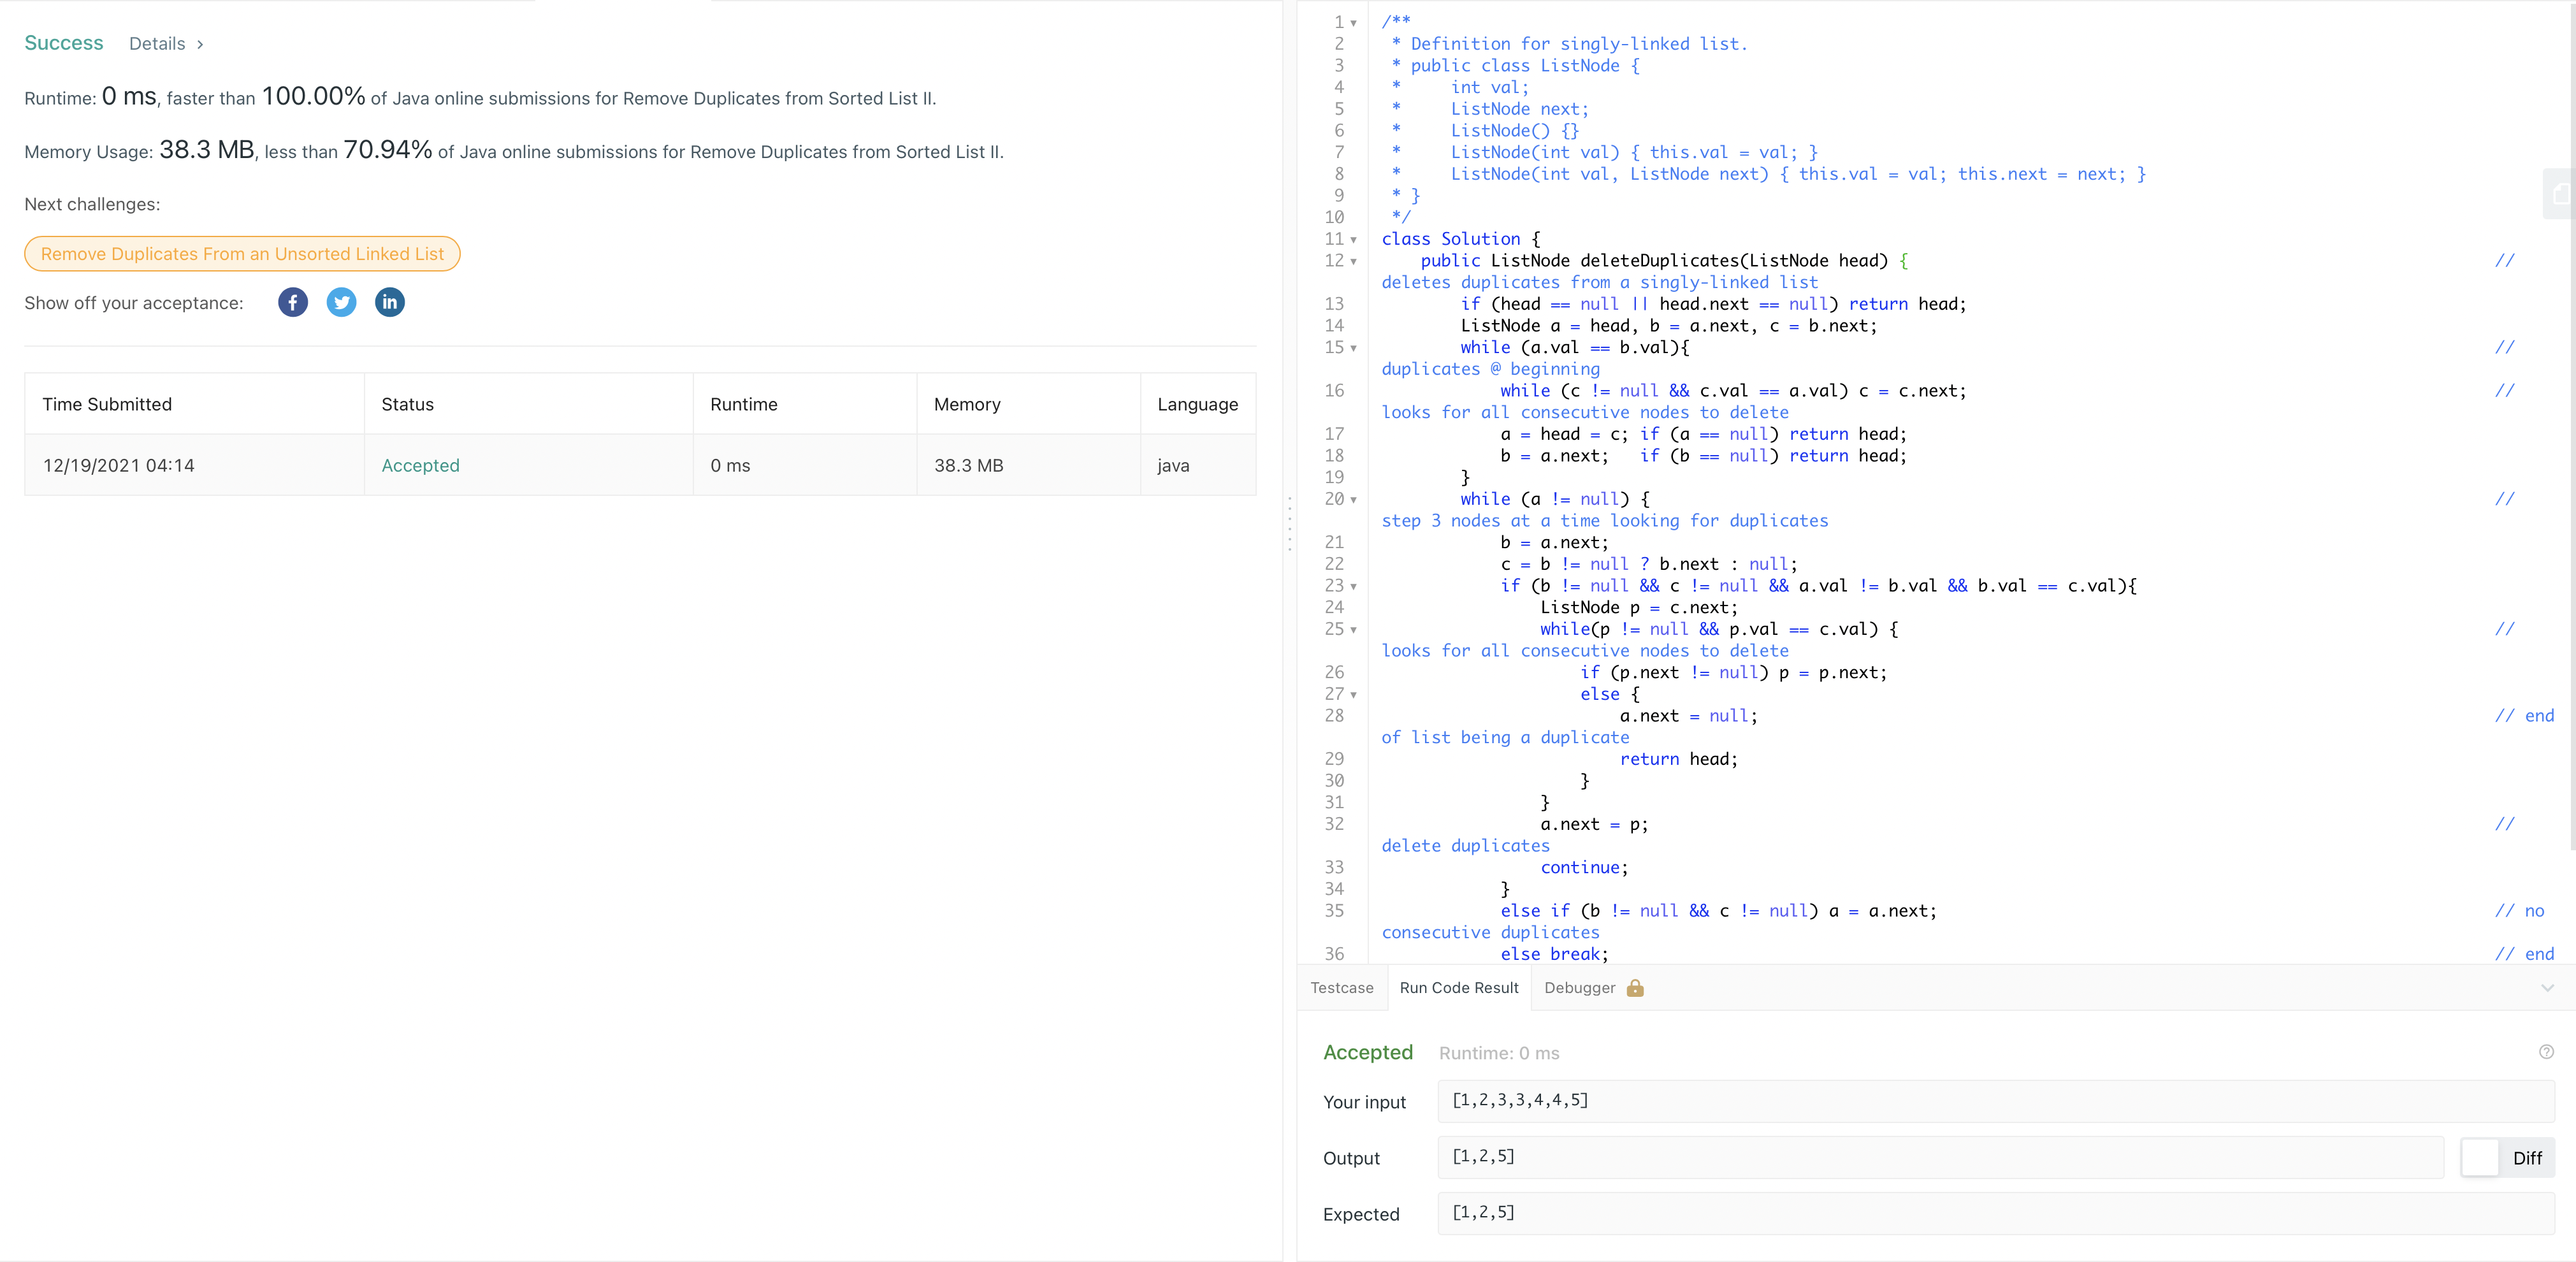 Success Details >
Runtime: 0 ms, faster than 100.00% of Java online submissions for Remove Duplicates from Sorted List II.
Memory Usage: 38.3 MB, less than 70.94% of Java online submissions for Remove Duplicates from Sorted List II.
Next challenges:
Remove Duplicates From an Unsorted Linked List
Show off your acceptance:
Time Submitted Status Runtime Memory Language
12/19/2021 04:14 Accepted 0 ms 38.3 MB java
1 /**
2  * Definition for singly-linked list.
3  * public class ListNode {
4  *     int val;
5  *     ListNode next;
6  *     ListNode() {}
7  *     ListNode(int val) { this.val = val; }
8  *     ListNode(int val, ListNode next) { this.val = val; this.next = next; }
9  * }
10  */
11 class Solution {
12     public ListNode deleteDuplicates(ListNode head) { //
deletes duplicates from a singly-linked list
13         if (head == null || head.next == null) return head;
14         ListNode a = head, b = a.next, c = b.next;
15         while (a.val == b.val){ //
duplicates @ beginning
16             while (c != null && c.val == a.val) c = c.next; //
looks for all consecutive nodes to delete
17             a = head = c; if (a == null) return head;
18             b = a.next;   if (b == null) return head;
19         }
20         while (a != null) { //
step 3 nodes at a time looking for duplicates
21             b = a.next;
22             c = b != null ? b.next : null;
23             if (b != null && c != null && a.val != b.val && b.val == c.val){
24                 ListNode p = c.next;
25                 while(p != null && p.val == c.val) { //
looks for all consecutive nodes to delete
26                     if (p.next != null) p = p.next;
27                     else {
28                         a.next = null; // end
of list being a duplicate
29                         return head;
30                     }
31                 }
32                 a.next = p; //
delete duplicates
33                 continue;
34             }
35             else if (b != null && c != null) a = a.next; // no
consecutive duplicates
36             else break; // end
Testcase Run Code Result Debugger
Accepted Runtime: 0 ms
Your input [1,2,3,3,4,4,5]
Output [1,2,5] Diff
Expected [1,2,5]